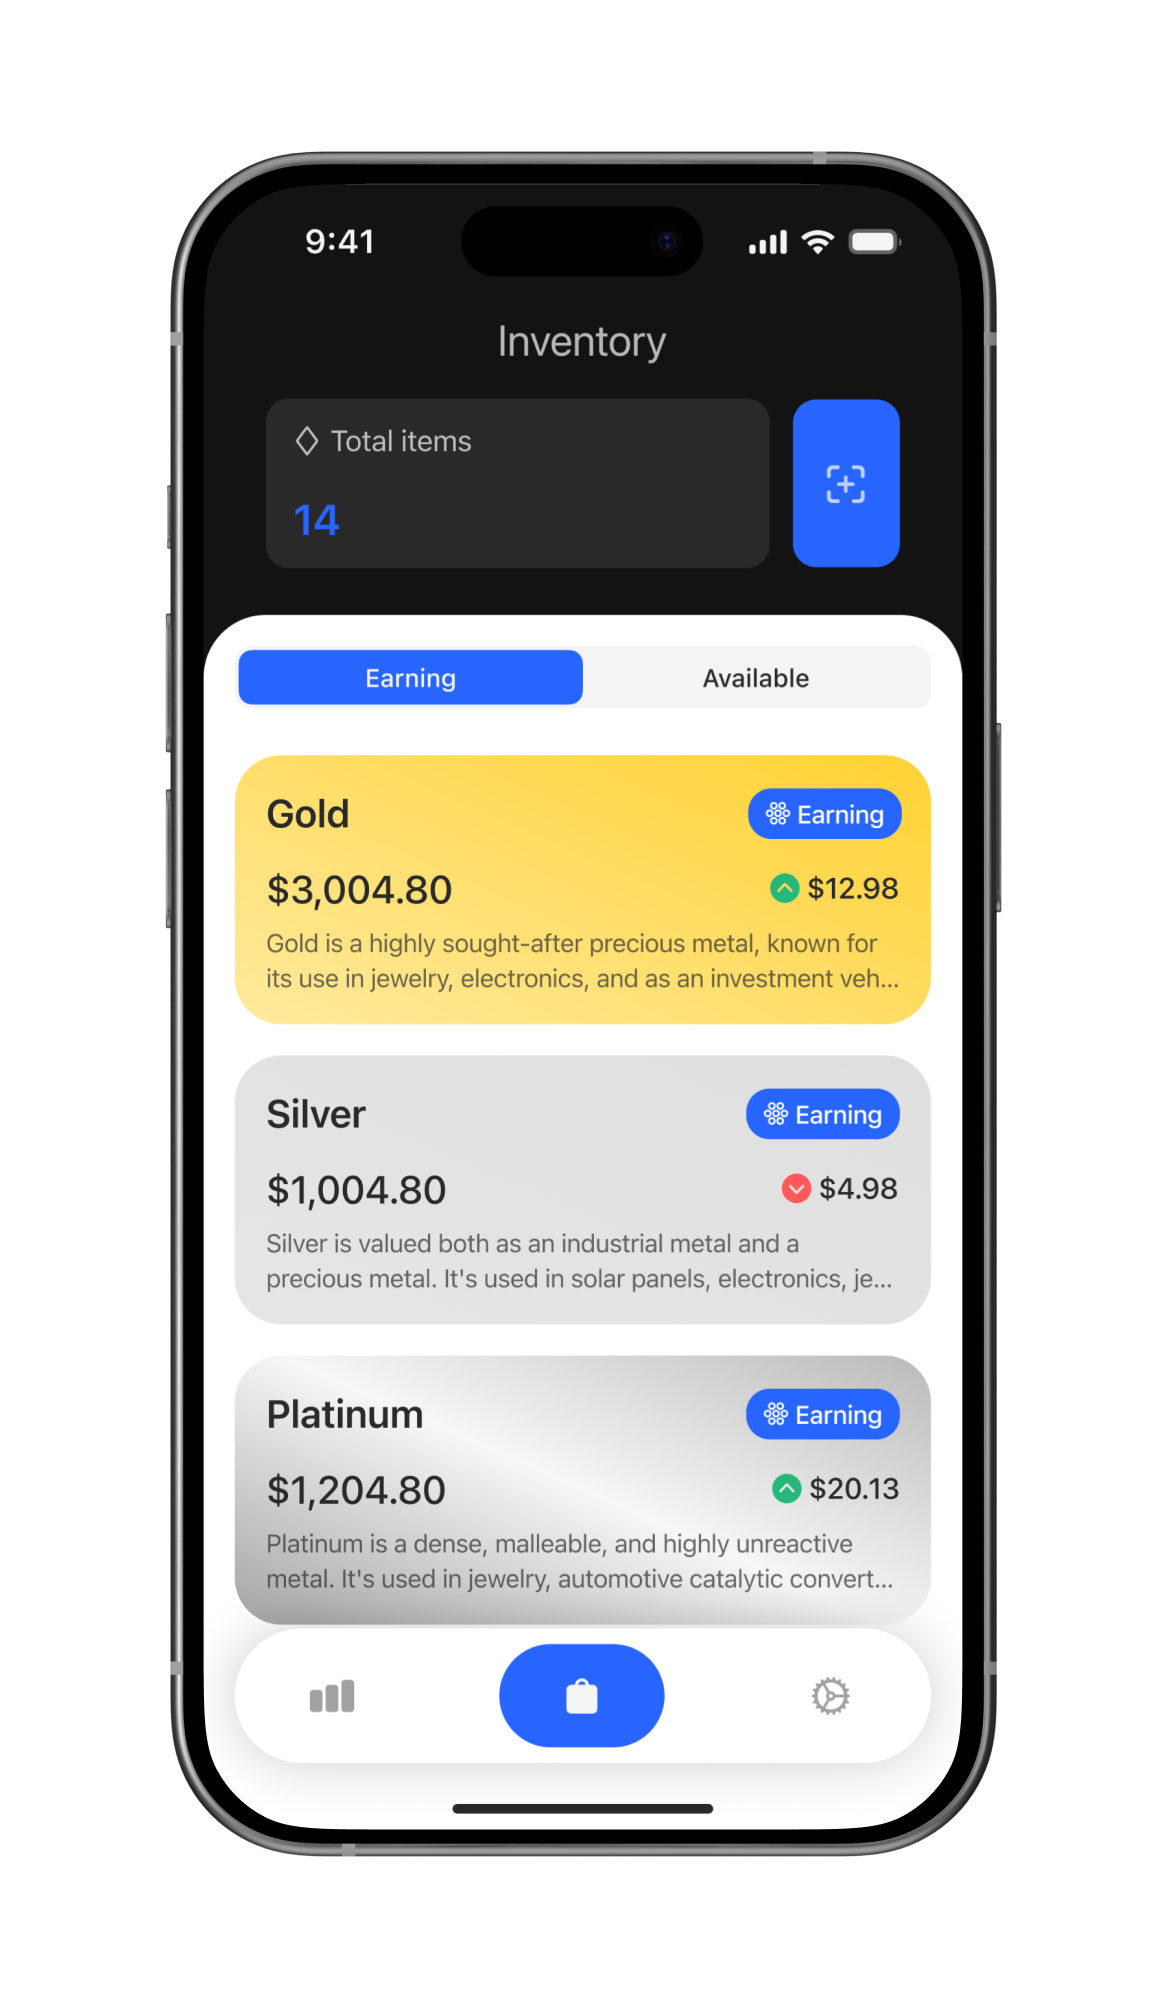 9:41
Inventory
Total items
14
Earning
Available
Gold
Earning
$3,004.80
$12.98
Gold is a highly sought-after precious metal, known for
its use in jewelry, electronics, and as an investment veh...
Silver
Earning
$1,004.80
$4.98
Silver is valued both as an industrial metal and a
precious metal. It's used in solar panels, electronics, je...
Platinum
Earning
$1,204.80
$20.13
Platinum is a dense, malleable, and highly unreactive
metal. It's used in jewelry, automotive catalytic convert...